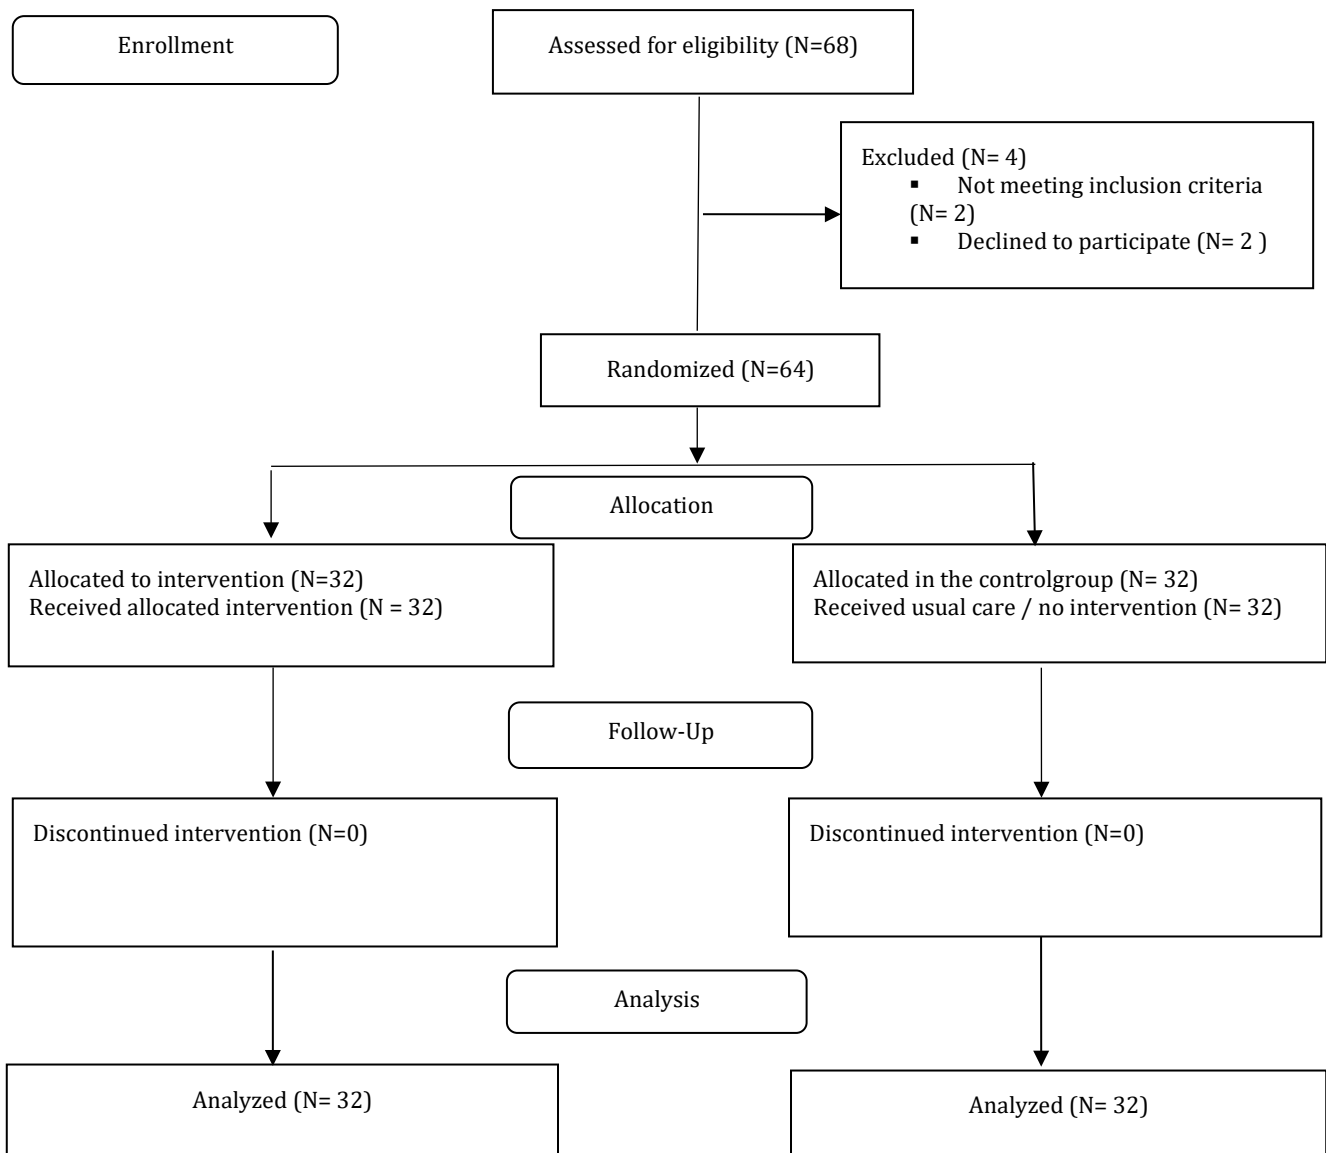 Enrollment
Assessed for eligibility (N=68)
Excluded (N= 4)
▪ Not meeting inclusion criteria
(N= 2)
▪ Declined to participate (N= 2 )
Randomized (N=64)
Allocation
Allocated to intervention (N=32)
Received allocated intervention (N = 32)
Allocated in the controlgroup (N= 32)
Received usual care / no intervention (N= 32)
Follow-Up
Discontinued intervention (N=0)
Discontinued intervention (N=0)
Analysis
Analyzed (N= 32)
Analyzed (N= 32)